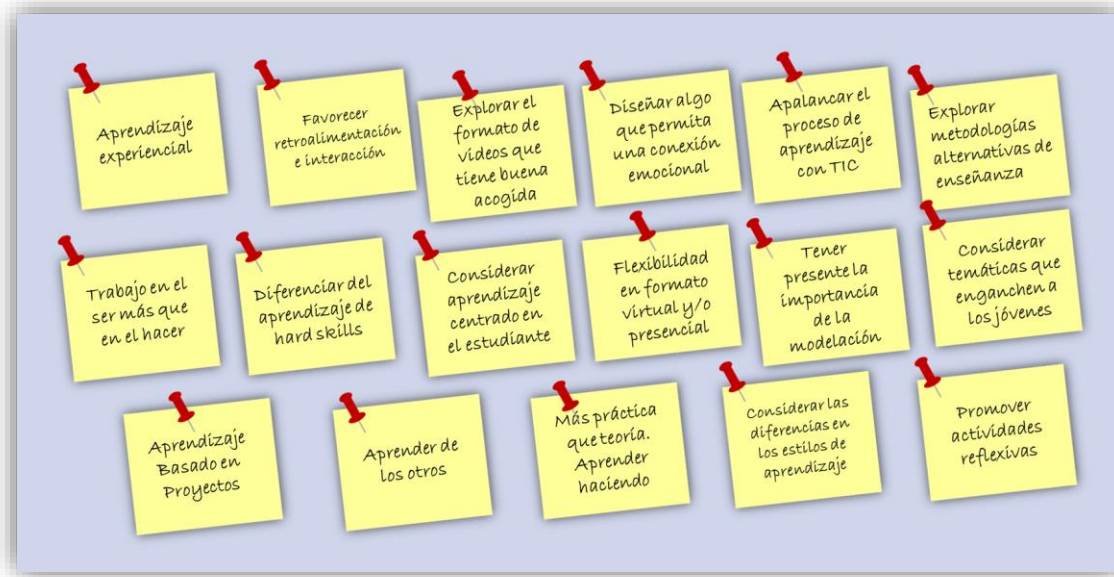 Aprendizaje
experiencial
Favorecer
retroalimentación
e interacción
Explorar el
formato de
videos que
tiene buena
acogida
Diseñar algo
que permita
una conexión
emocional
Apalancar el
proceso de
aprendizaje
con TIC
Explorar
metodologías
alternativas de
enseñanza
Trabajo en el
ser más que
en el hacer
Diferenciar del
aprendizaje de
hard skills
Considerar
aprendizaje
centrado en
el estudiante
Flexibilidad
en formato
virtual y/o
presencial
Tener
presente la
importancia
de la
modelación
Considerar
temáticas que
enganchen a
los jóvenes
Aprendizaje
Basado en
Proyectos
Aprender de
los otros
Más práctica
que teoría.
Aprender
haciendo
Considerar las
diferencias en
los estilos de
aprendizaje
Promover
actividades
reflexivas